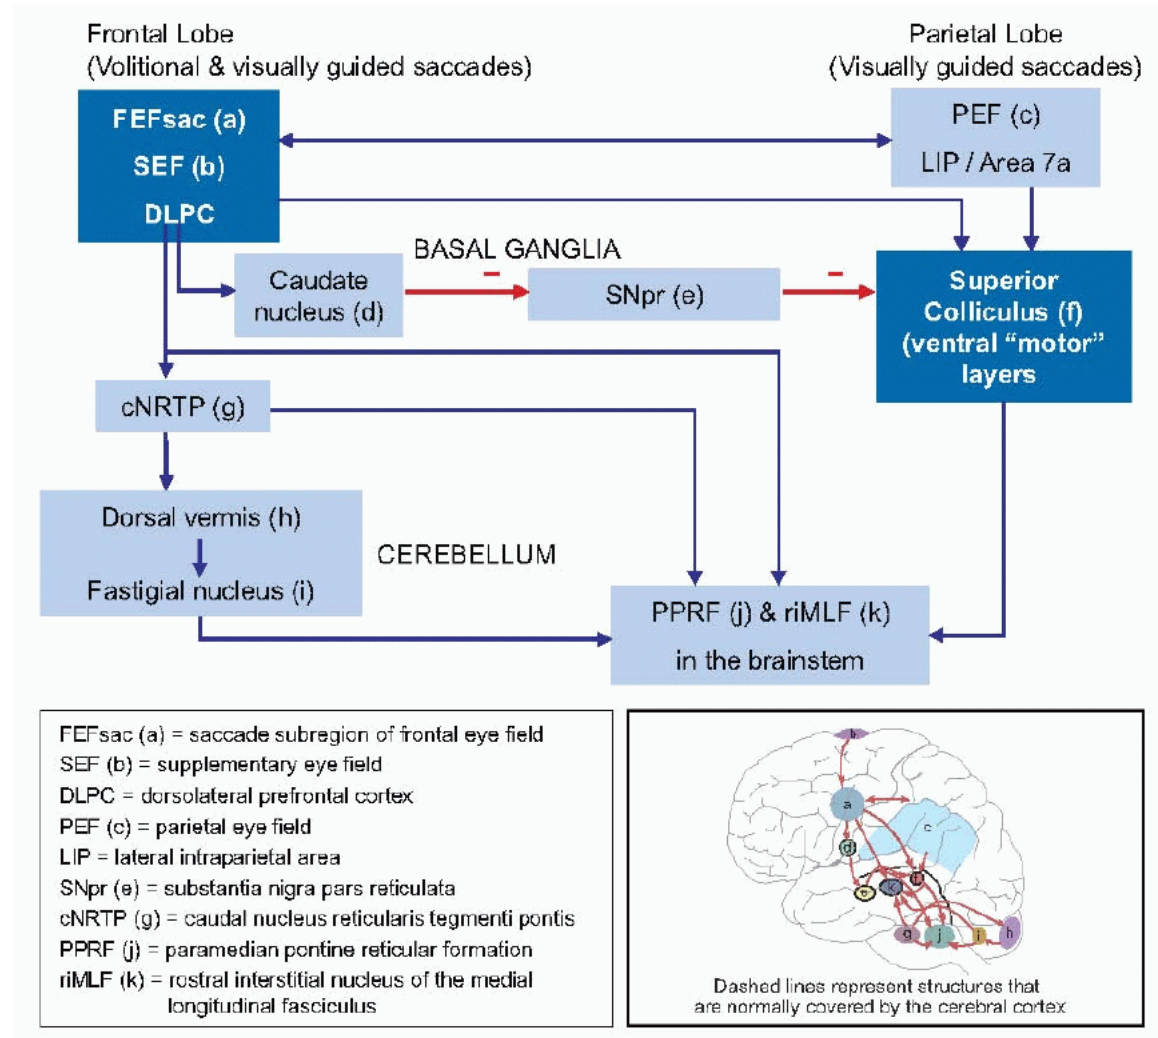 Frontal Lobe
(Volitional & visually guided saccades)
Parietal Lobe
(Visually guided saccades)
FEFsac (a)
SEF (b)
DLPC
PEF (c)
LIP / Area 7a
BASAL GANGLIA
Caudate
nucleus (d)
–
SNpr (e)
–
Superior
Colliculus (f)
(ventral “motor”
layers
cNRTP (g)
Dorsal vermis (h)
Fastigial nucleus (i)
CEREBELLUM
PPRF (j) & riMLF (k)
in the brainstem
FEFsac (a) = saccade subregion of frontal eye field
SEF (b) = supplementary eye field
DLPC = dorsolateral prefrontal cortex
PEF (c) = parietal eye field
LIP = lateral intraparietal area
SNpr (e) = substantia nigra pars reticulata
cNRTP (g) = caudal nucleus reticularis tegmenti pontis
PPRF (j) = paramedian pontine reticular formation
riMLF (k) = rostral interstitial nucleus of the medial
longitudinal fasciculus
b
a
c
d
e
k
f
g
j
i
h
Dashed lines represent structures that
are normally covered by the cerebral cortex